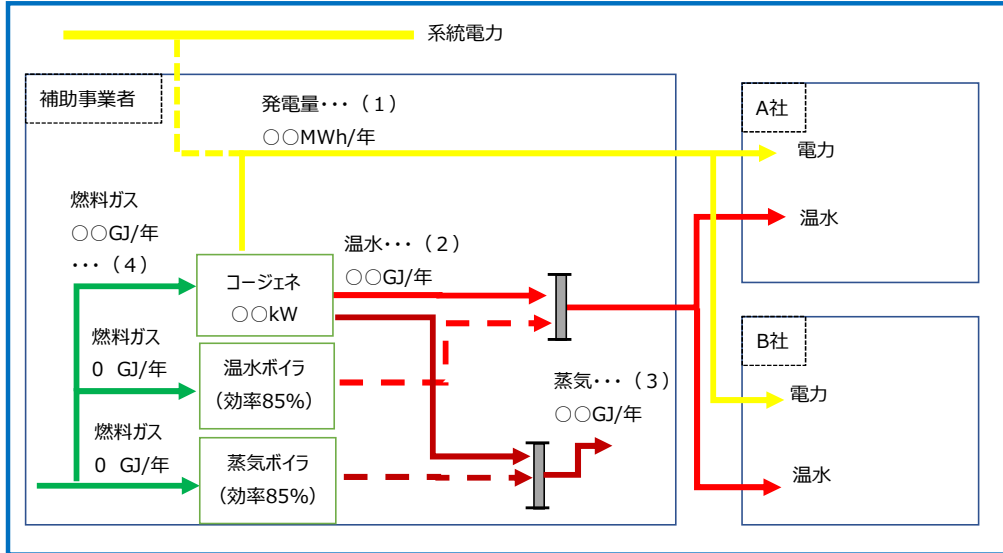 系統電力
補助事業者
発電量・・・（１）
○○MWh/年
A社
電力
温水
燃料ガス
○○GJ/年
・・・（４）
温水・・・（２）
○○GJ/年
コージェネ
○○kW
燃料ガス
0 GJ/年
温水ボイラ
（効率85%）
蒸気・・・（３）
○○GJ/年
B社
電力
温水
燃料ガス
0 GJ/年
蒸気ボイラ
（効率85%）